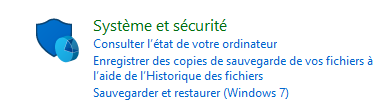 Système et sécurité
Consulter l'état de votre ordinateur
Enregistrer des copies de sauvegarde de vos fichiers à
l'aide de l'Historique des fichiers
Sauvegarder et restaurer (Windows 7)